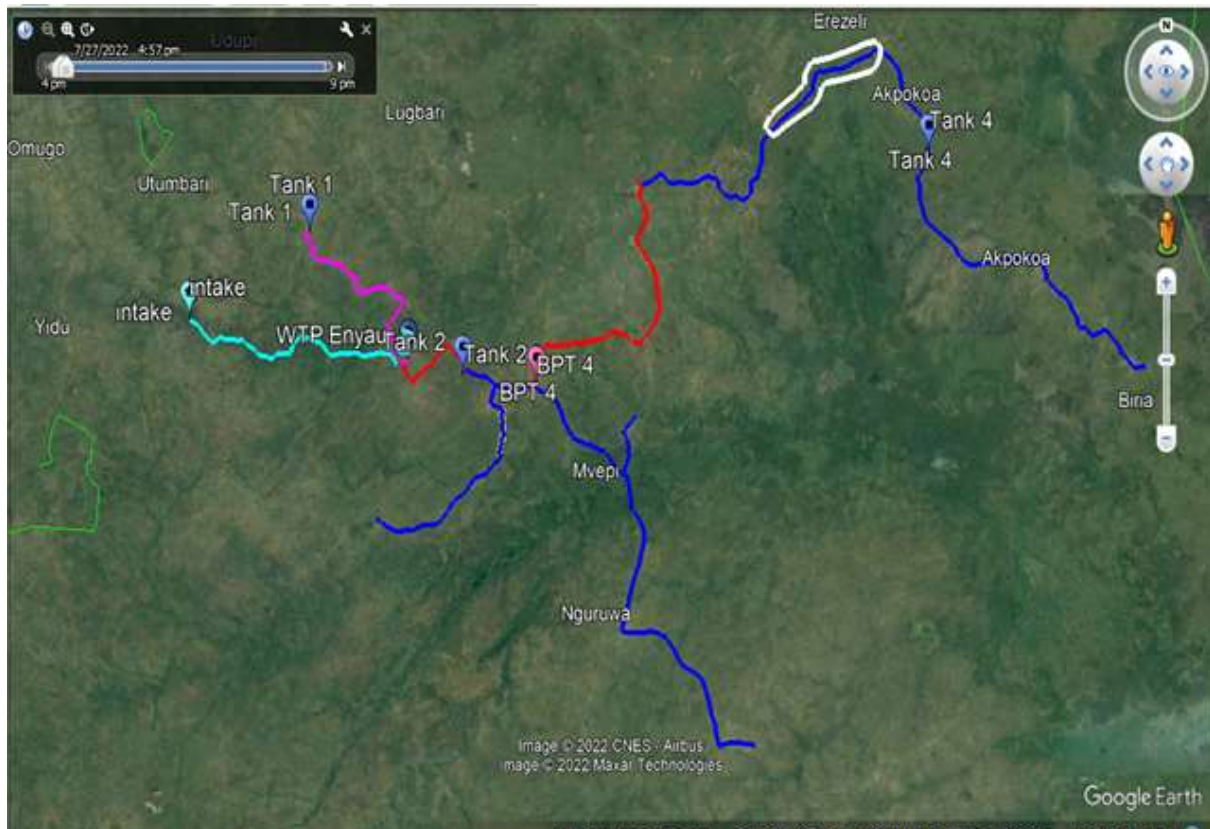 Udupi
7/27/2022 4:57 pm
4 pm
9 pm
Erezeli
N
Lugbari
Akpokoa
Tank 4
Tank 4
Omugo
Utumbari
Tank 1
Tank 1
Akpokoa
intake
intake
Yidu
WTP Enyau
Tank 2
Tank 2
BPT 4
BPT 4
Biria
Mvepi
Nguruwa
Image © 2022 CNES / Airbus
Image © 2022 Maxar Technologies
Google Earth